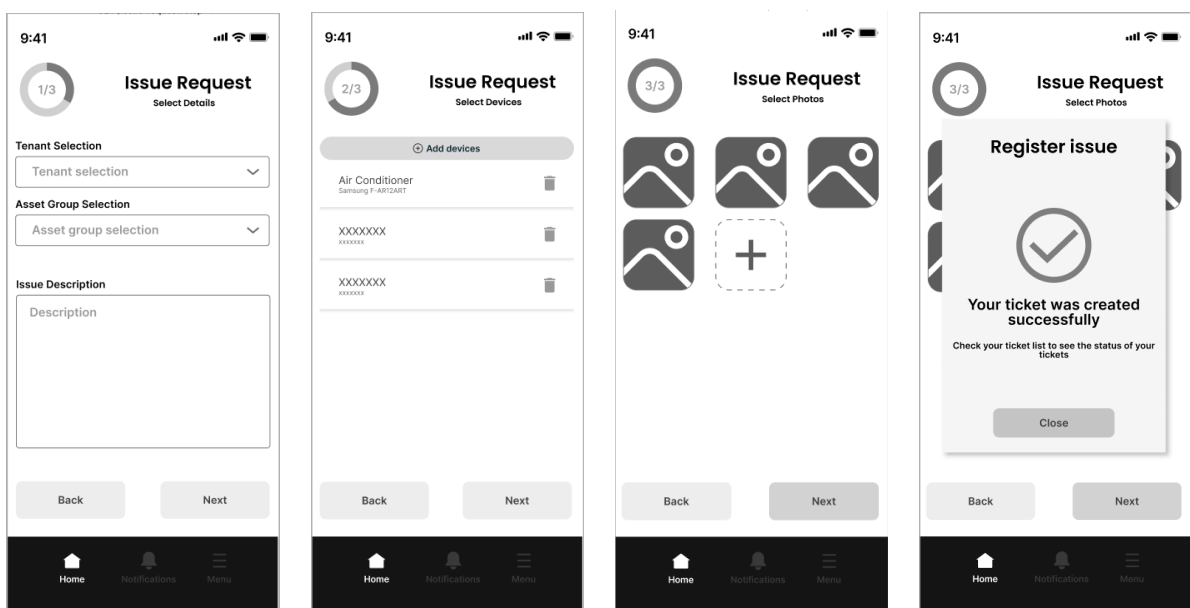 9:41
1/3
Issue Request
Select Details
Tenant Selection
Tenant selection
Asset Group Selection
Asset group selection
Issue Description
Description
Back
Next
Home
Notifications
Menu
9:41
2/3
Issue Request
Select Devices
Add devices
Air Conditioner
Samsung F-AR12ART
XXXXXXX
xxxxxxx
XXXXXXX
xxxxxxx
Back
Next
Home
Notifications
Menu
9:41
3/3
Issue Request
Select Photos
Back
Next
Home
Notifications
Menu
9:41
3/3
Issue Request
Select Photos
Register issue
Your ticket was created
successfully
Check your ticket list to see the status of your
tickets
Close
Back
Next
Home
Notifications
Menu